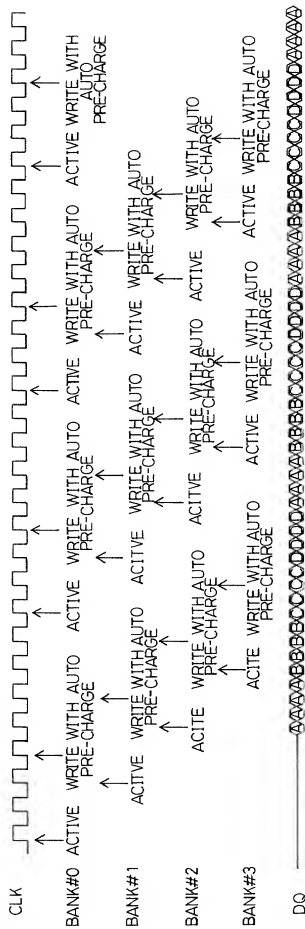 CLK
BANK#0 ACTIVE WRITE WITH AUTO ACTIVE WRITE WITH AUTO ACTIVE WRITE WITH AUTO ACTIVE WRITE WITH
PRE-CHARGE PRE-CHARGE PRE-CHARGE AUTO
PRE-CHARGE
BANK#1 ACITVE WRITE WITH AUTO ACITVE WRITE WITH AUTO ACTIVE WRITE WITH AUTO
PRE-CHARGE PRE-CHARGE PRE-CHARGE
BANK#2 ACITE WRITE WITH AUTO ACTIVE WRITE WITH AUTO ACTIVE WRITE WITH AUTO
PRE-CHARGE PRE-CHARGE PRE-CHARGE
BANK#3 ACITE WRITE WITH AUTO ACTIVE WRITE WITH AUTO ACTIVE WRITE WITH AUTO
PRE-CHARGE PRE-CHARGE PRE-CHARGE
DQ AAAABBBBCCCCDDDDAAAABBBBCCCCDDDDAAAABBBBCCCCDDDDAAAA